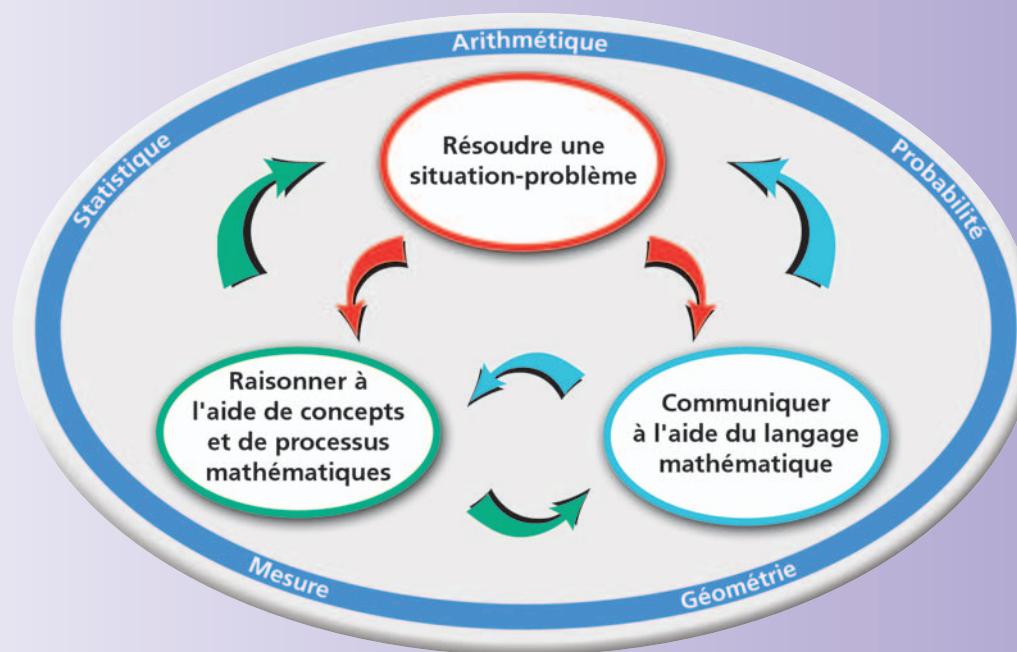 Arithmétique
Statistique
Probabilité
Résoudre une
situation-problème
Raisonner à
l'aide de concepts
et de processus
mathématiques
Communiquer
à l'aide du langage
mathématique
Mesure
Géométrie